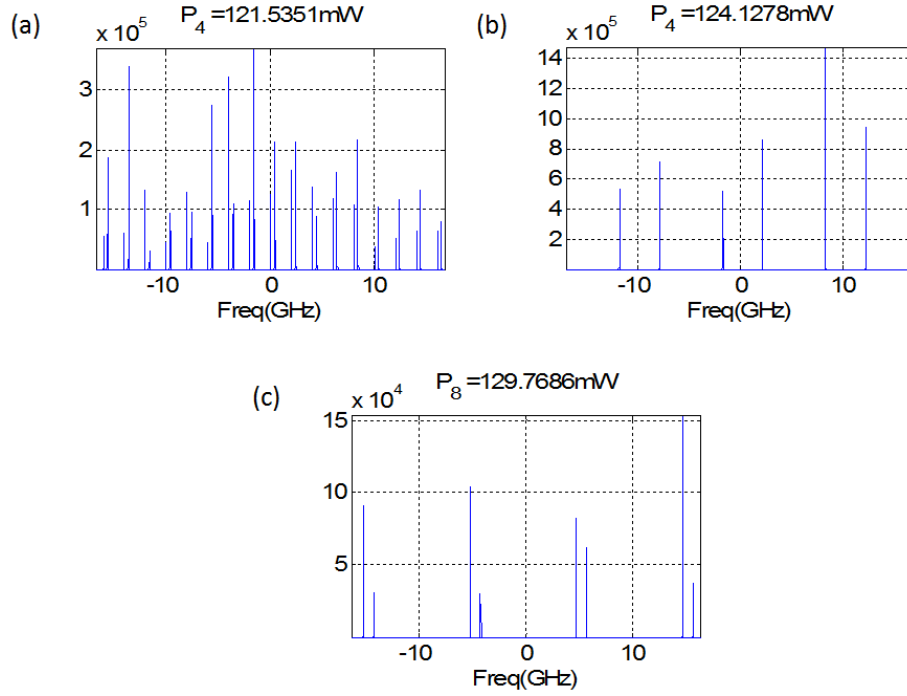 (a) P_4 =121.5351mW
x 10^5
3
2
1
-10 0 10
Freq(GHz)
(b) P_4 =124.1278mW
x 10^5
14
12
10
8
6
4
2
-10 0 10
Freq(GHz)
(c) P_8 =129.7686mW
x 10^4
15
10
5
-10 0 10
Freq(GHz)